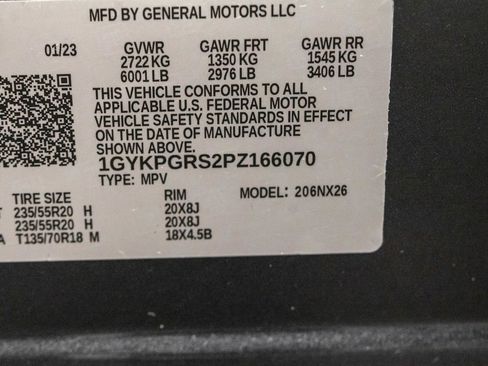 MFD BY GENERAL MOTORS LLC
01/23 GVWR GAWR FRT GAWR RR
2722 KG 1350 KG 1545 KG
6001 LB 2976 LB 3406 LB
THIS VEHICLE CONFORMS TO ALL
APPLICABLE U.S. FEDERAL MOTOR
VEHICLE SAFETY STANDARDS IN EFFECT
ON THE DATE OF MANUFACTURE
SHOWN ABOVE.
1GYKPGRS2PZ166070
TYPE: MPV MODEL: 206NX26
TIRE SIZE RIM
235/55R20 H 20X8J
235/55R20 H 20X8J
A T135/70R18 M 18X4.5B